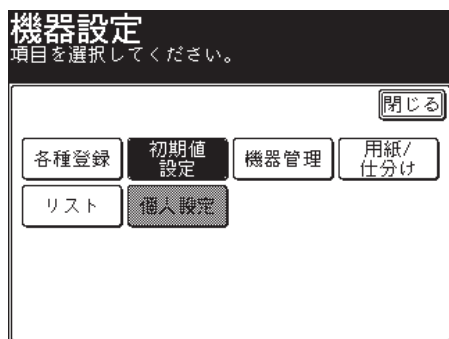 機器設定
項目を選択してください。
閉じる
各種登録
初期値
設定
機器管理
用紙/
仕分け
リスト
個人設定